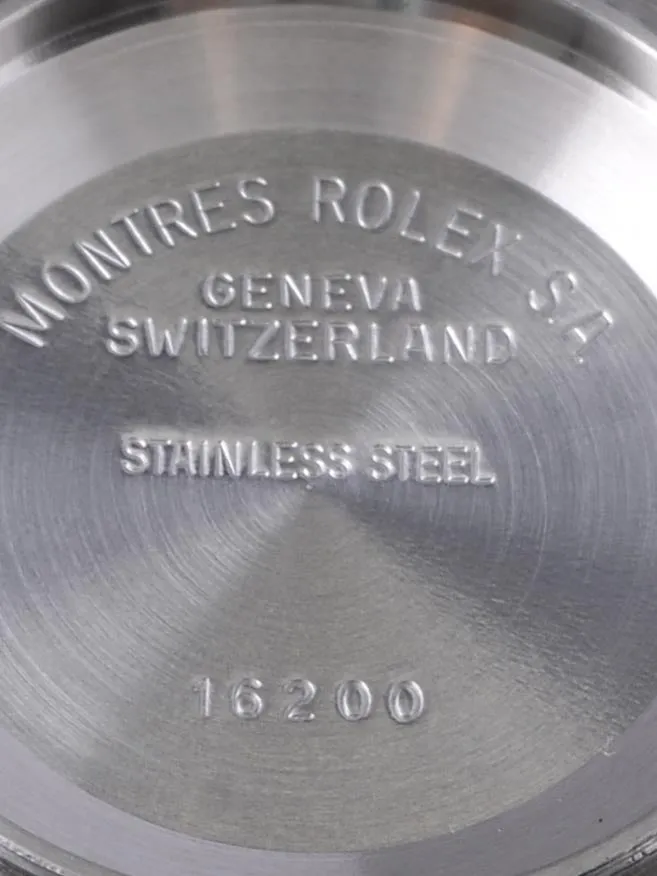 MONTRES ROLEX S.A.
GENEVA
SWITZERLAND
STAINLESS STEEL
16200